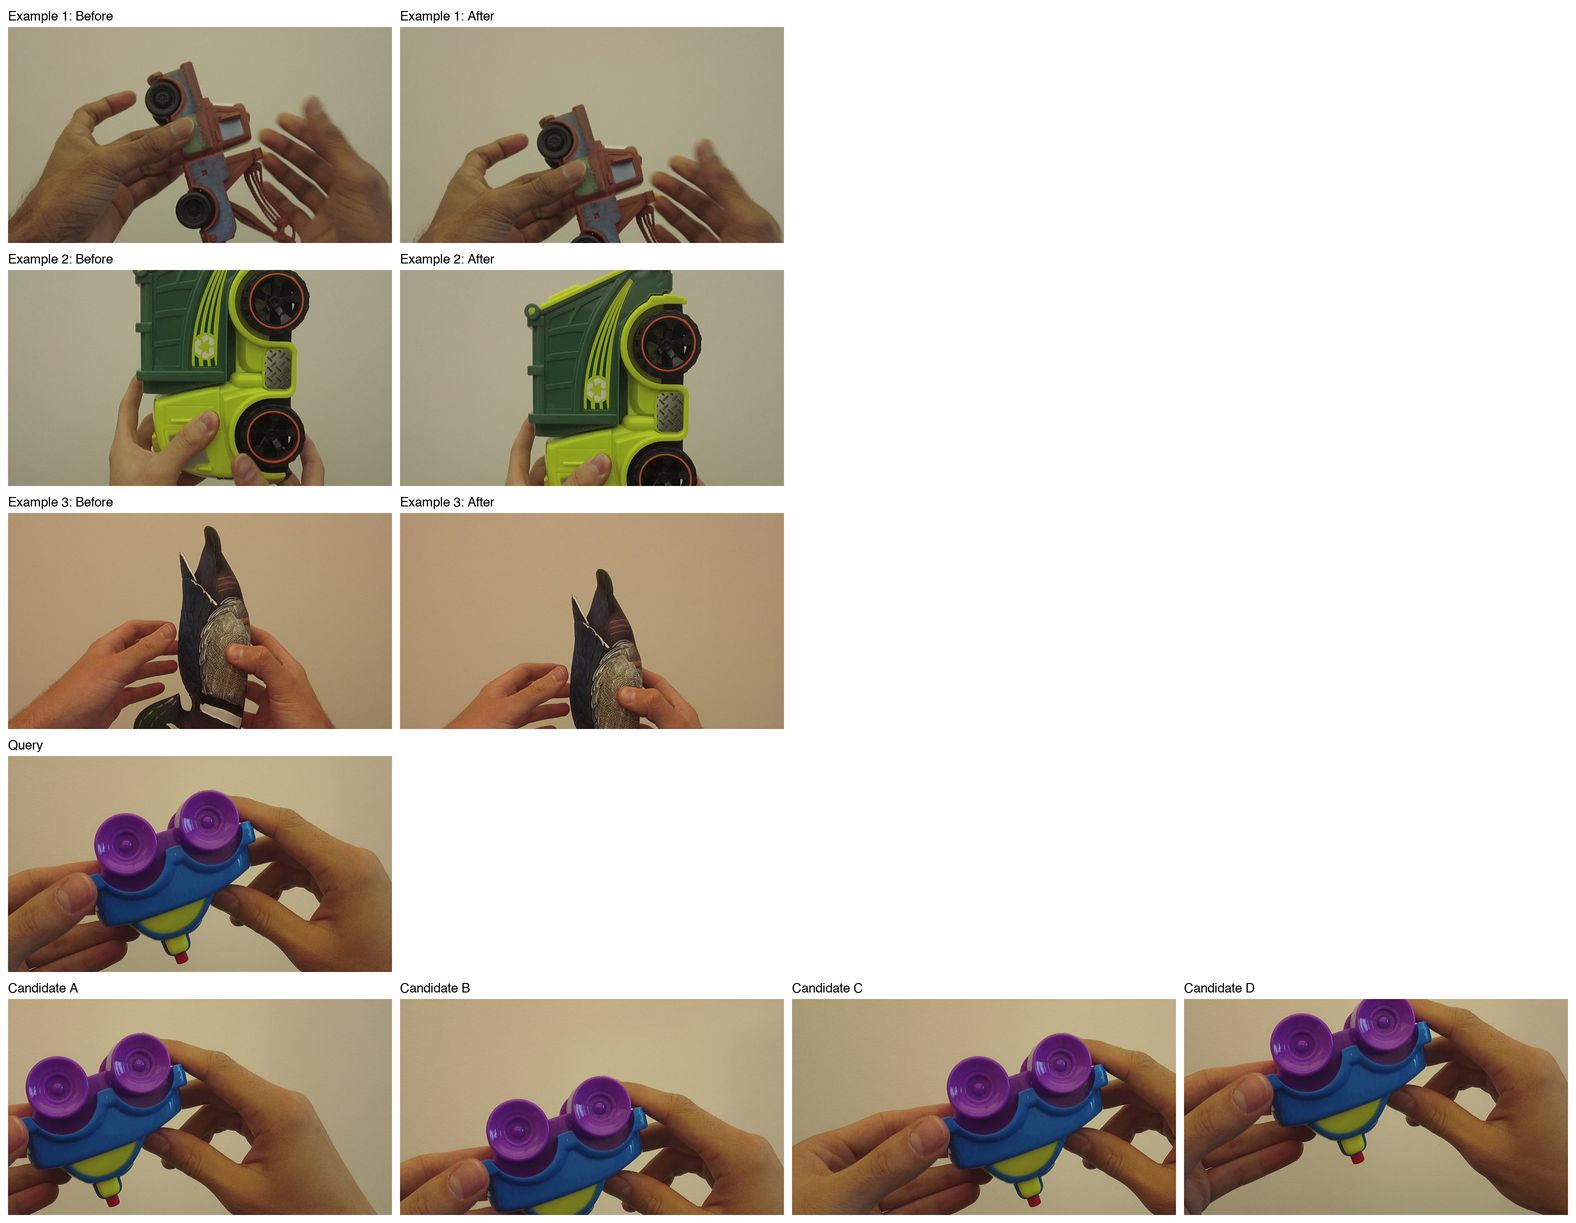 Example 1: Before
Example 1: After
Example 2: Before
Example 2: After
Example 3: Before
Example 3: After
Query
Candidate A
Candidate B
Candidate C
Candidate D